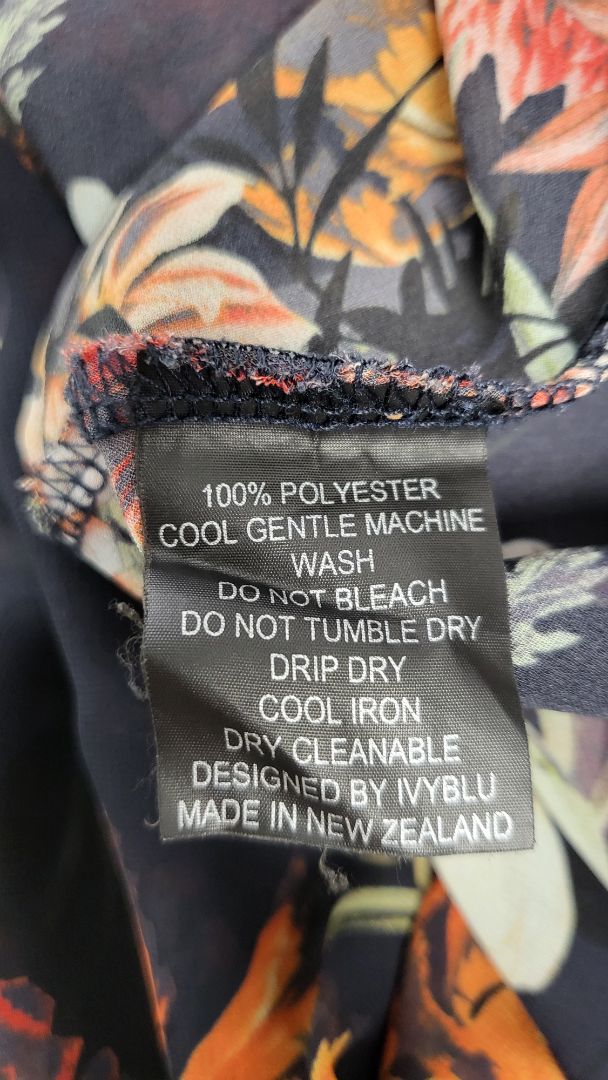 100% POLYESTER
COOL GENTLE MACHINE
WASH
DO NOT BLEACH
DO NOT TUMBLE DRY
DRIP DRY
COOL IRON
DRY CLEANABLE
DESIGNED BY IVYBLU
MADE IN NEW ZEALAND